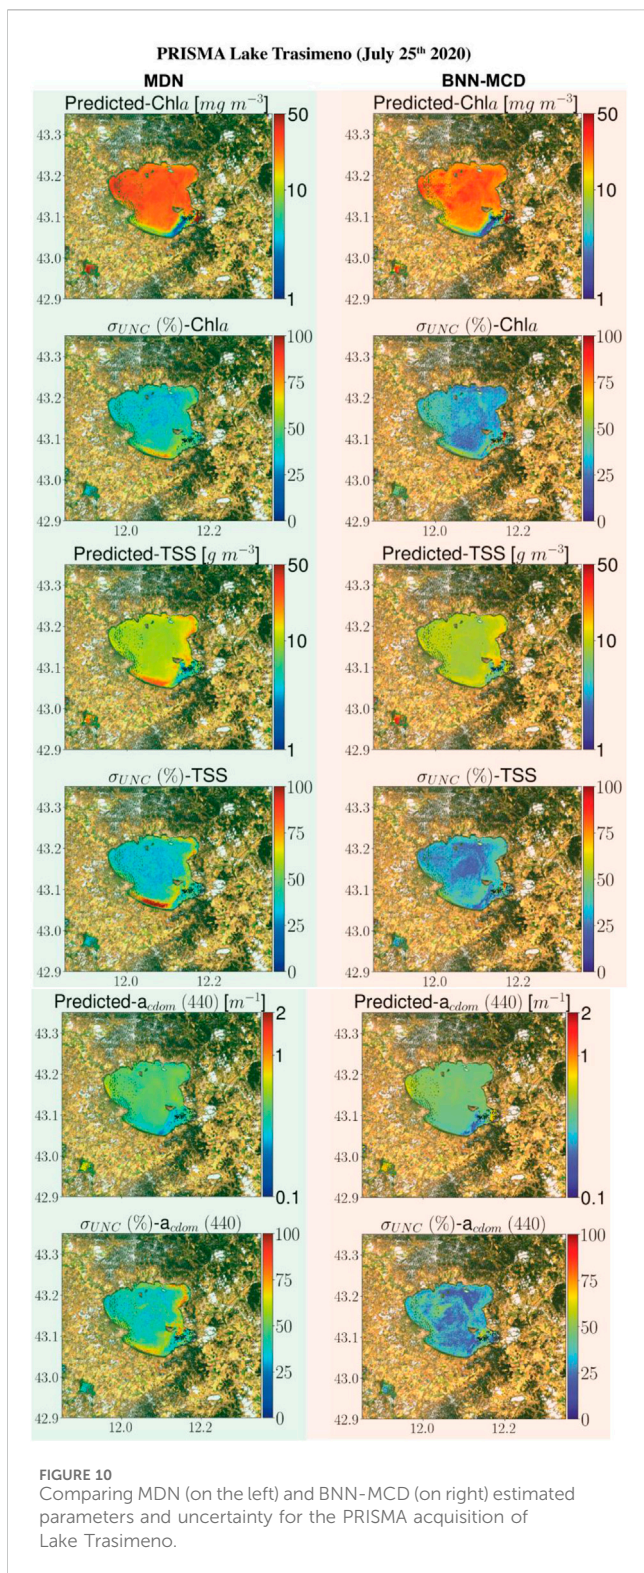 PRISMA Lake Trasimeno (July 25th 2020)
MDN BNN-MCD
Predicted-Chla [mg m−3] Predicted-Chla [mg m−3]
43.3 50 43.3 50
43.2 10 43.2 10
43.1 43.1
43.0 43.0
42.9 1 42.9 1
σUNC (%)-Chla σUNC (%)-Chla
43.3 100 43.3 100
43.2 75 43.2 75
43.1 50 43.1 50
43.0 25 43.0 25
42.9 0 42.9 0
12.0 12.2 12.0 12.2
Predicted-TSS [g m−3] Predicted-TSS [g m−3]
43.3 50 43.3 50
43.2 10 43.2 10
43.1 43.1
43.0 43.0
42.9 1 42.9 1
σUNC (%)-TSS σUNC (%)-TSS
43.3 100 43.3 100
43.2 75 43.2 75
43.1 50 43.1 50
43.0 25 43.0 25
42.9 0 42.9 0
12.0 12.2 12.0 12.2
Predicted-acdom (440) [m−1] Predicted-acdom (440) [m−1]
43.3 2 43.3 2
43.2 1 43.2 1
43.1 43.1
43.0 43.0
42.9 0.1 42.9 0.1
σUNC (%)-acdom (440) σUNC (%)-acdom (440)
43.3 100 43.3 100
43.2 75 43.2 75
43.1 50 43.1 50
43.0 25 43.0 25
42.9 0 42.9 0
12.0 12.2 12.0 12.2
FIGURE 10
Comparing MDN (on the left) and BNN-MCD (on right) estimated
parameters and uncertainty for the PRISMA acquisition of
Lake Trasimeno.